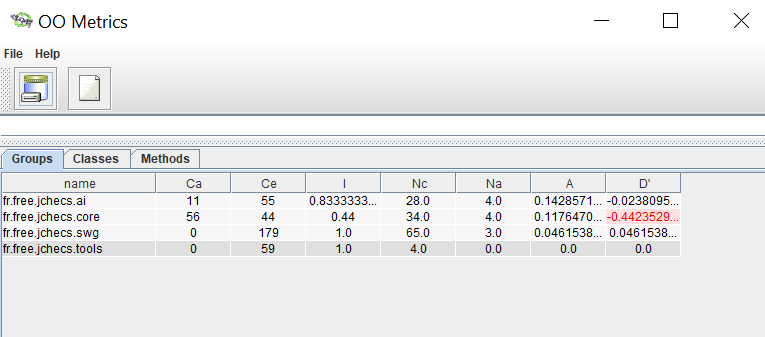 OO Metrics
File Help
Groups Classes Methods
name Ca Ce I Nc Na A D'
fr.free.jchecs.ai 11 55 0.8333333... 28.0 4.0 0.1428571... -0.0238095...
fr.free.jchecs.core 56 44 0.44 34.0 4.0 0.1176470... -0.4423529...
fr.free.jchecs.swg 0 179 1.0 65.0 3.0 0.0461538... 0.0461538...
fr.free.jchecs.tools 0 59 1.0 4.0 0.0 0.0 0.0